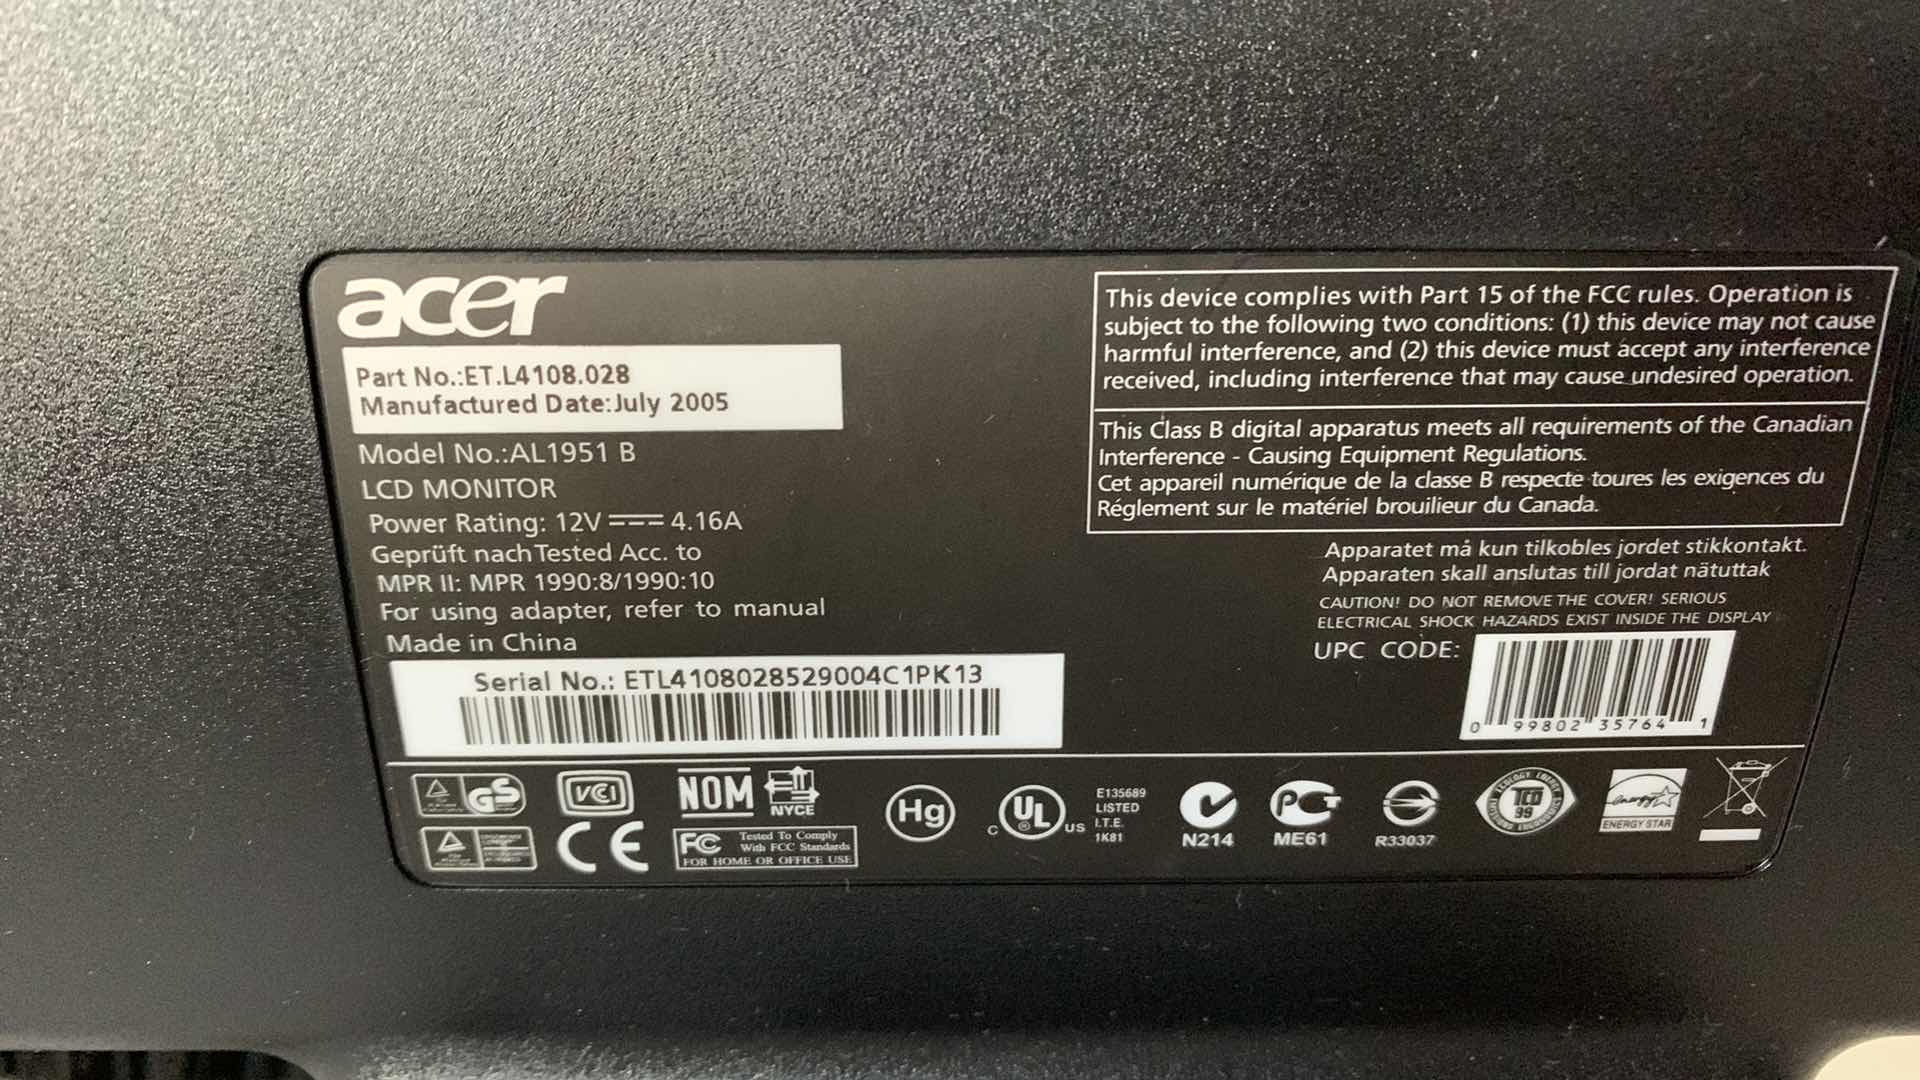 acer
Part No.:ET.L4108.028
Manufactured Date:July 2005
Model No.:AL1951 B
LCD MONITOR
Power Rating: 12V 4.16A
Geprüft nach Tested Acc. to
MPR II: MPR 1990:8/1990:10
For using adapter, refer to manual
Made in China
Serial No.: ETL4108028529004C1PK13
This device complies with Part 15 of the FCC rules. Operation is
subject to the following two conditions: (1) this device may not cause
harmful interference, and (2) this device must accept any interference
received, including interference that may cause undesired operation.
This Class B digital apparatus meets all requirements of the Canadian
Interference - Causing Equipment Regulations.
Cet appareil numérique de la classe B respecte toures les exigences du
Réglement sur le matériel brouilieur du Canada.
Apparatet må kun tilkobles jordet stikkontakt.
Apparaten skall anslutas till jordat nätuttak
CAUTION! DO NOT REMOVE THE COVER! SERIOUS
ELECTRICAL SHOCK HAZARDS EXIST INSIDE THE DISPLAY
UPC CODE:
0 99802 35764 1
GS
VCCI
NOM
NYCE
CE
FC Tested To Comply
With FCC Standards
FOR HOME OR OFFICE USE
Hg
C UL US
®
E135689
LISTED
I.T.E.
1K81
N214
ME61
R33037
TCO
99
energy
ENERGY STAR